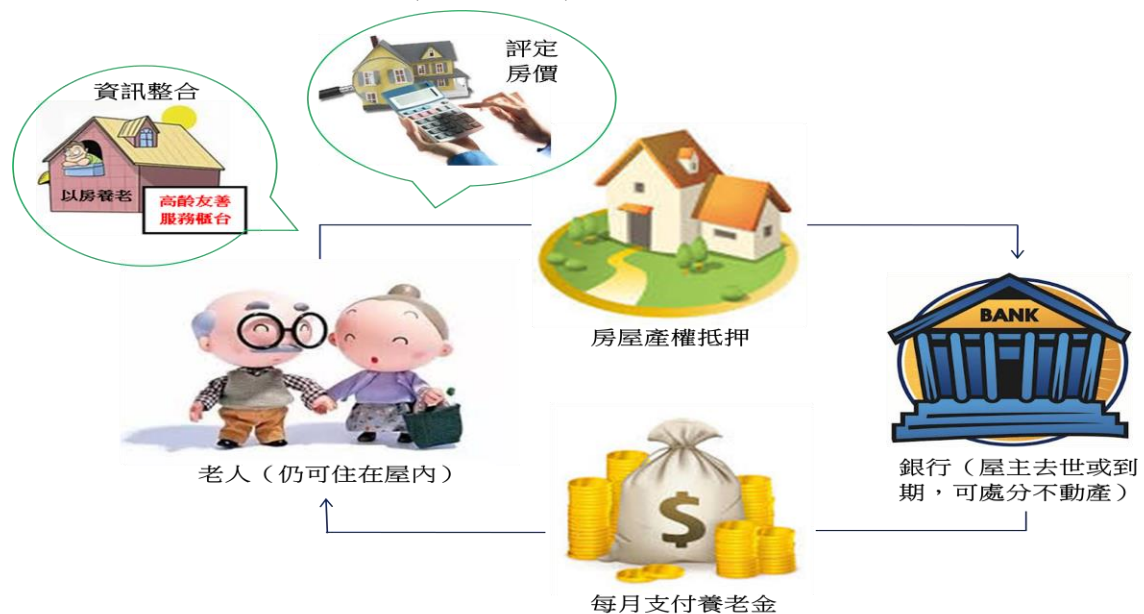 評定
房價
資訊整合
以房養老
高齡友善
服務櫃台
BANK
房屋產權抵押
老人（仍可住在屋內）
銀行（屋主去世或到
期，可處分不動產）
$
每月支付養老金